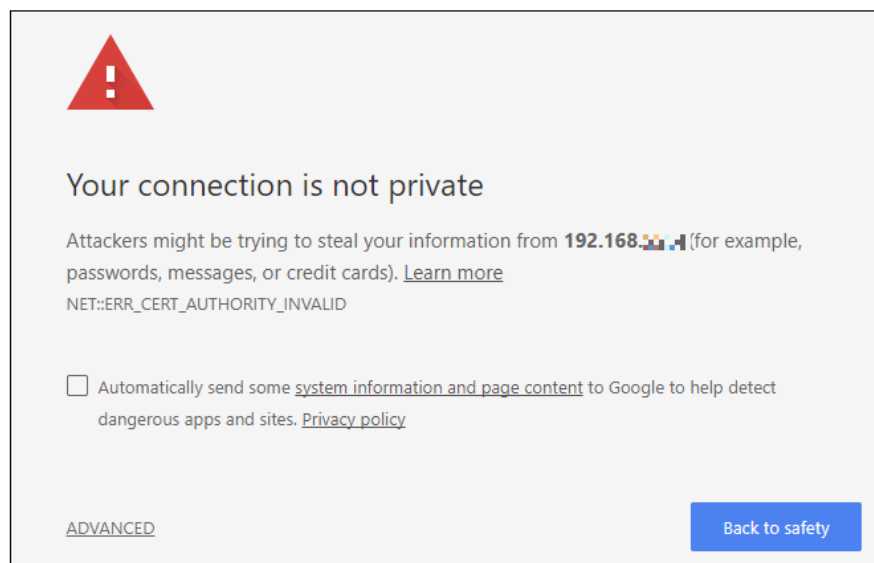 Your connection is not private
Attackers might be trying to steal your information from 192.168. (for example,
passwords, messages, or credit cards). Learn more
NET::ERR_CERT_AUTHORITY_INVALID
Automatically send some system information and page content to Google to help detect
dangerous apps and sites. Privacy policy
ADVANCED
Back to safety